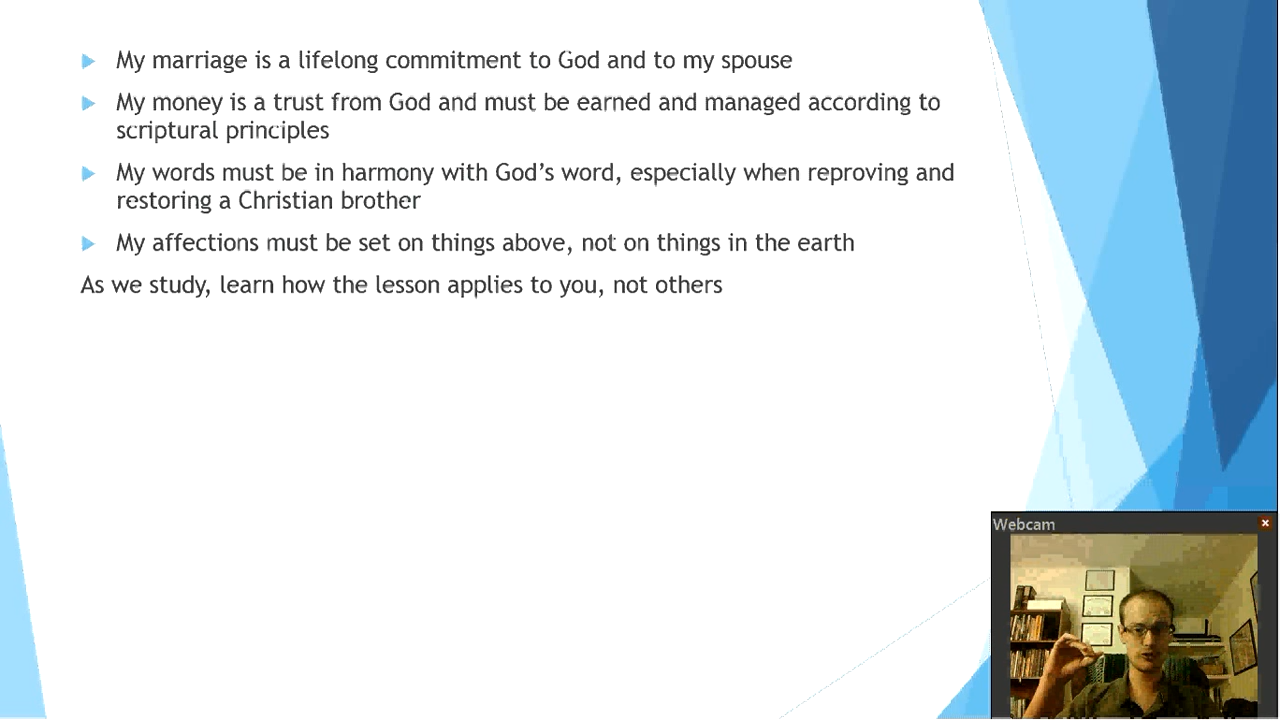 My marriage is a lifelong commitment to God and to my spouse
My money is a trust from God and must be earned and managed according to
scriptural principles
My words must be in harmony with God’s word, especially when reproving and
restoring a Christian brother
My affections must be set on things above, not on things in the earth
As we study, learn how the lesson applies to you, not others
Webcam